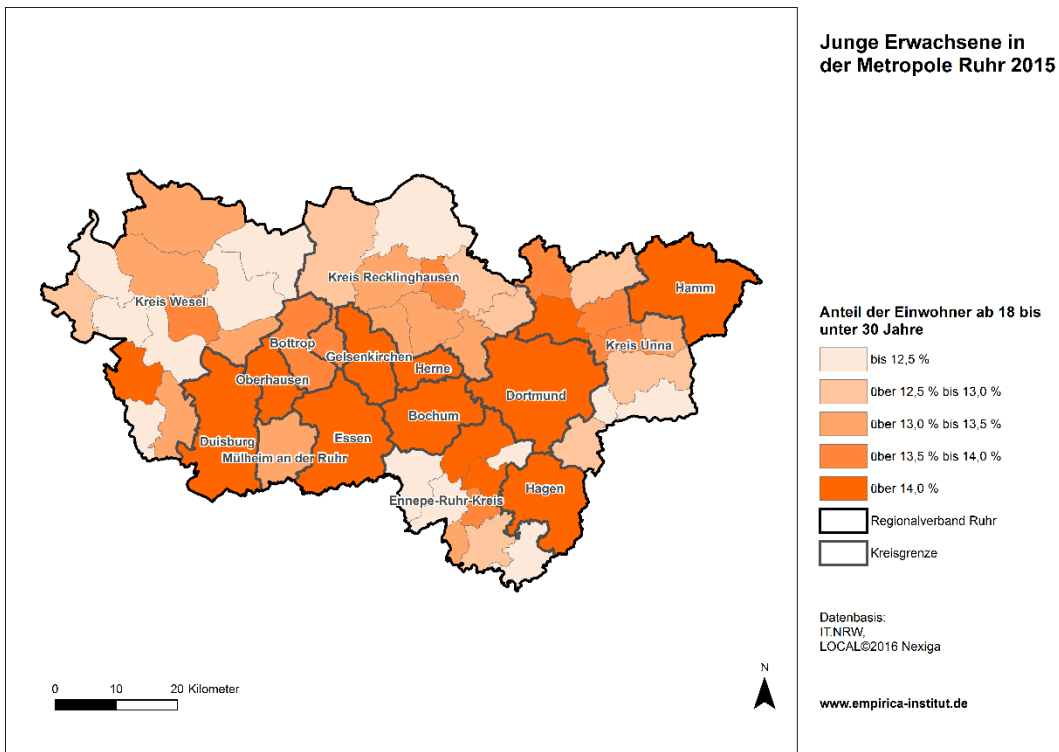 Junge Erwachsene in
der Metropole Ruhr 2015
Kreis Recklinghausen
Hamm
Kreis Wesel
Bottrop
Kreis Unna
Gelsenkirchen
Herne
Oberhausen
Dortmund
Bochum
Duisburg
Essen
Mülheim an der Ruhr
Hagen
Ennepe-Ruhr-Kreis
Anteil der Einwohner ab 18 bis
unter 30 Jahre
bis 12,5 %
über 12,5 % bis 13,0 %
über 13,0 % bis 13,5 %
über 13,5 % bis 14,0 %
über 14,0 %
Regionalverband Ruhr
Kreisgrenze
Datenbasis:
IT.NRW,
LOCAL©2016 Nexiga
www.empirica-institut.de
N
0 10 20 Kilometer